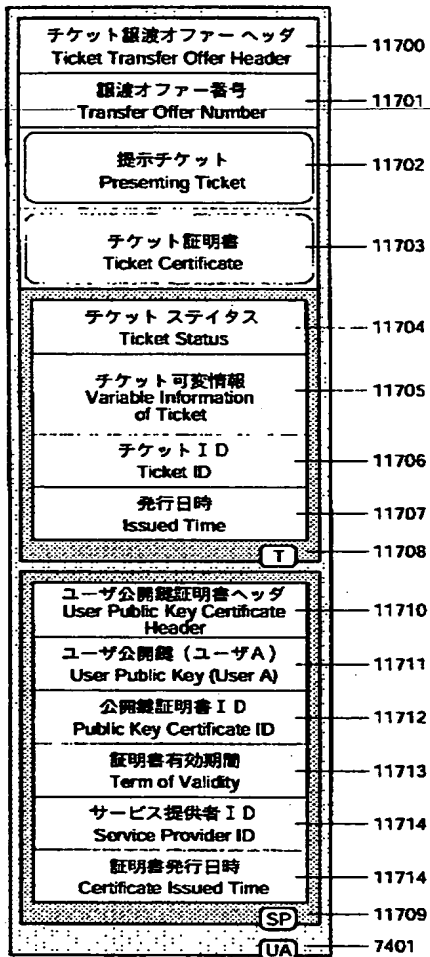 チケット譲渡オファー ヘッダ
Ticket Transfer Offer Header
11700
譲渡オファー番号
Transfer Offer Number
11701
提示チケット
Presenting Ticket
11702
チケット証明書
Ticket Certificate
11703
チケット ステイタス
Ticket Status
11704
チケット可変情報
Variable Information
of Ticket
11705
チケットＩＤ
Ticket ID
11706
発行日時
Issued Time
11707
T
11708
ユーザ公開鍵証明書ヘッダ
User Public Key Certificate
Header
11710
ユーザ公開鍵（ユーザＡ）
User Public Key (User A)
11711
公開鍵証明書ＩＤ
Public Key Certificate ID
11712
証明書有効期間
Term of Validity
11713
サービス提供者ＩＤ
Service Provider ID
11714
証明書発行日時
Certificate Issued Time
11714
SP
11709
UA
7401